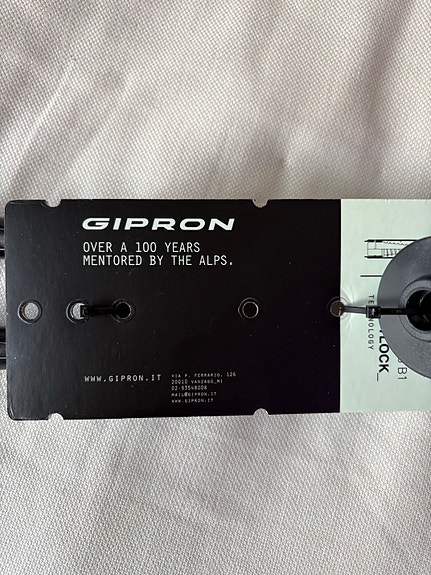 GIPRON
OVER A 100 YEARS
MENTORED BY THE ALPS.
WWW.GIPRON.IT
VIA P. FERRARIO, 126
20010 VANZAGO_MI
02-93548008
MAIL@GIPRON.IT
WWW.GIPRON.IT
TECHNOLOGY
LOCK_